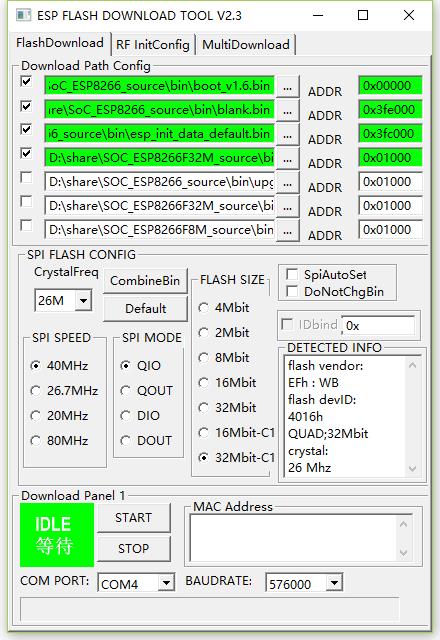 ESP FLASH DOWNLOAD TOOL V2.3
FlashDownload RF InitConfig MultiDownload
Download Path Config
SoC_ESP8266_source\bin\boot_v1.6.bin ... ADDR 0x00000
are\SoC_ESP8266_source\bin\blank.bin ... ADDR 0x3fe000
i6_source\bin\esp_init_data_default.bin ... ADDR 0x3fc000
D:\share\SOC_ESP8266F32M_source\bi ... ADDR 0x01000
D:\share\SOC_ESP8266_source\bin\upg ... ADDR 0x01000
D:\share\SOC_ESP8266F32M_source\bi ... ADDR 0x01000
D:\share\SOC_ESP8266F8M_source\bin ... ADDR 0x01000
SPI FLASH CONFIG
CrystalFreq
26M
CombineBin
Default
SPI SPEED
40MHz
26.7MHz
20MHz
80MHz
SPI MODE
QIO
QOUT
DIO
DOUT
FLASH SIZE
4Mbit
2Mbit
8Mbit
16Mbit
32Mbit
16Mbit-C1
32Mbit-C1
SpiAutoSet
DoNotChgBin
IDbind 0x
DETECTED INFO
flash vendor:
EFh : WB
flash devID:
4016h
QUAD;32Mbit
crystal:
26 Mhz
Download Panel 1
IDLE
等待
START
STOP
MAC Address
COM PORT: COM4 BAUDRATE: 576000